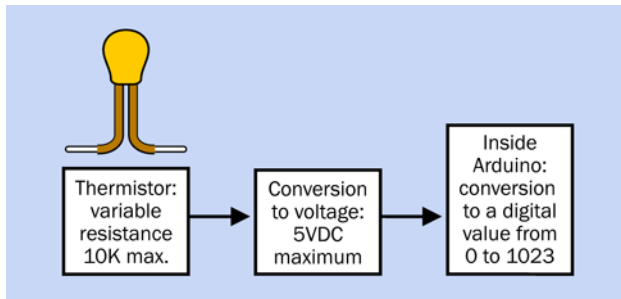 Thermistor:
variable
resistance
10K max.
Conversion
to voltage:
5VDC
maximum
Inside
Arduino:
conversion
to a digital
value from
0 to 1023